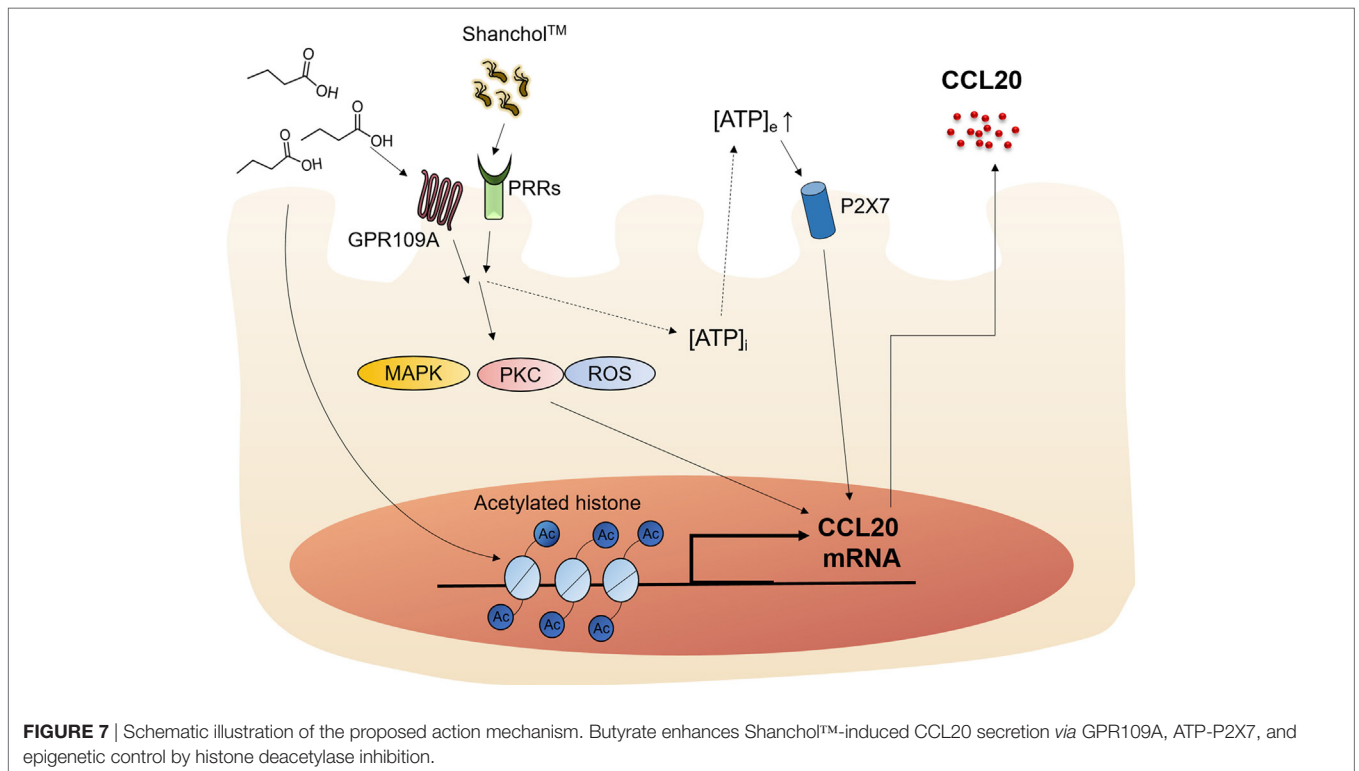 Shanchol™
O
OH
O
OH
O
OH
CCL20
[ATP]e ↑
PRRs
P2X7
GPR109A
[ATP]i
MAPK
PKC
ROS
Acetylated histone
Ac
Ac
Ac
CCL20
mRNA
Ac
Ac
Ac
FIGURE 7 | Schematic illustration of the proposed action mechanism. Butyrate enhances Shanchol™-induced CCL20 secretion via GPR109A, ATP-P2X7, and
epigenetic control by histone deacetylase inhibition.